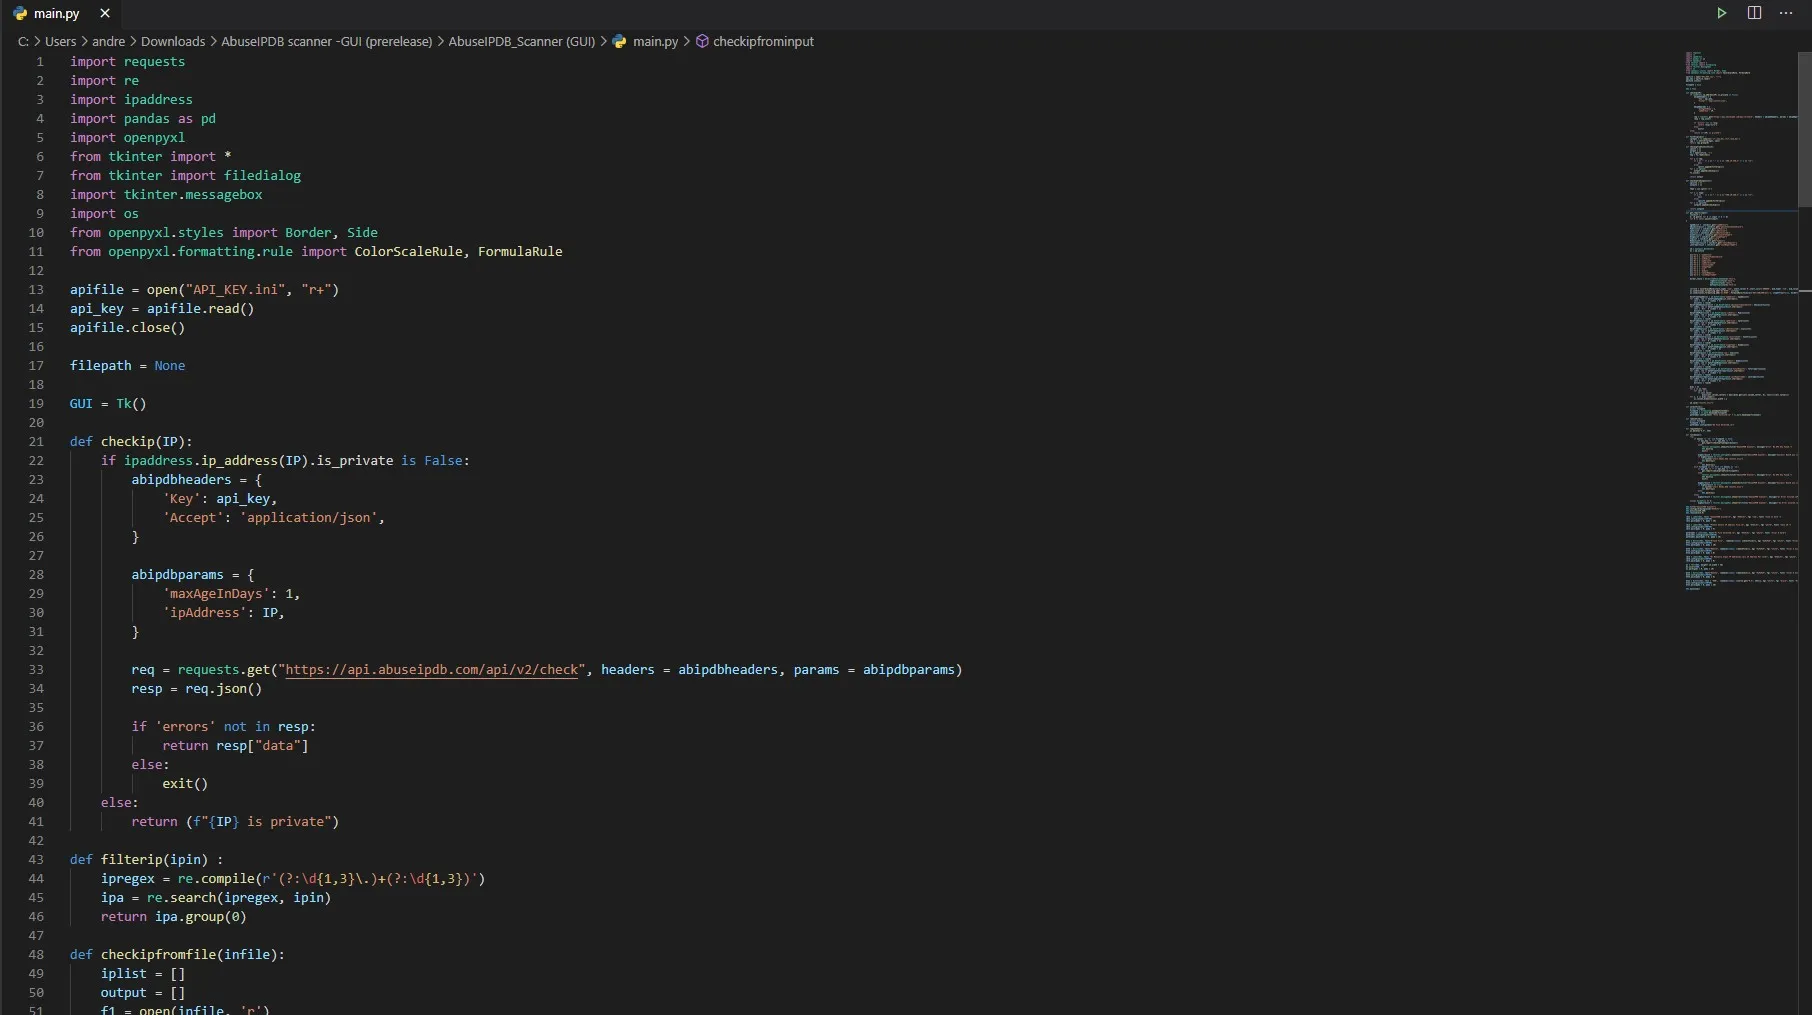 main.py
C: > Users > andre > Downloads > AbuseIPDB scanner -GUI (prerelease) > AbuseIPDB_Scanner (GUI) > main.py > checkipfrominput
1 import requests
2 import re
3 import ipaddress
4 import pandas as pd
5 import openpyxl
6 from tkinter import *
7 from tkinter import filedialog
8 import tkinter.messagebox
9 import os
10 from openpyxl.styles import Border, Side
11 from openpyxl.formatting.rule import ColorScaleRule, FormulaRule
12
13 apifile = open("API_KEY.ini", "r+")
14 api_key = apifile.read()
15 apifile.close()
16
17 filepath = None
18
19 GUI = Tk()
20
21 def checkip(IP):
22     if ipaddress.ip_address(IP).is_private is False:
23         abipdbheaders = {
24             'Key': api_key,
25             'Accept': 'application/json',
26         }
27
28         abipdbparams = {
29             'maxAgeInDays': 1,
30             'ipAddress': IP,
31         }
32
33         req = requests.get("https://api.abuseipdb.com/api/v2/check", headers = abipdbheaders, params = abipdbparams)
34         resp = req.json()
35
36         if 'errors' not in resp:
37             return resp["data"]
38         else:
39             exit()
40     else:
41         return (f"{IP} is private")
42
43 def filterip(ipin) :
44     ipregex = re.compile(r'(?:\d{1,3}\.)+(?:\d{1,3})')
45     ipa = re.search(ipregex, ipin)
46     return ipa.group(0)
47
48 def checkipfromfile(infile):
49     iplist = []
50     output = []
51     f1 = open(infile, 'r')